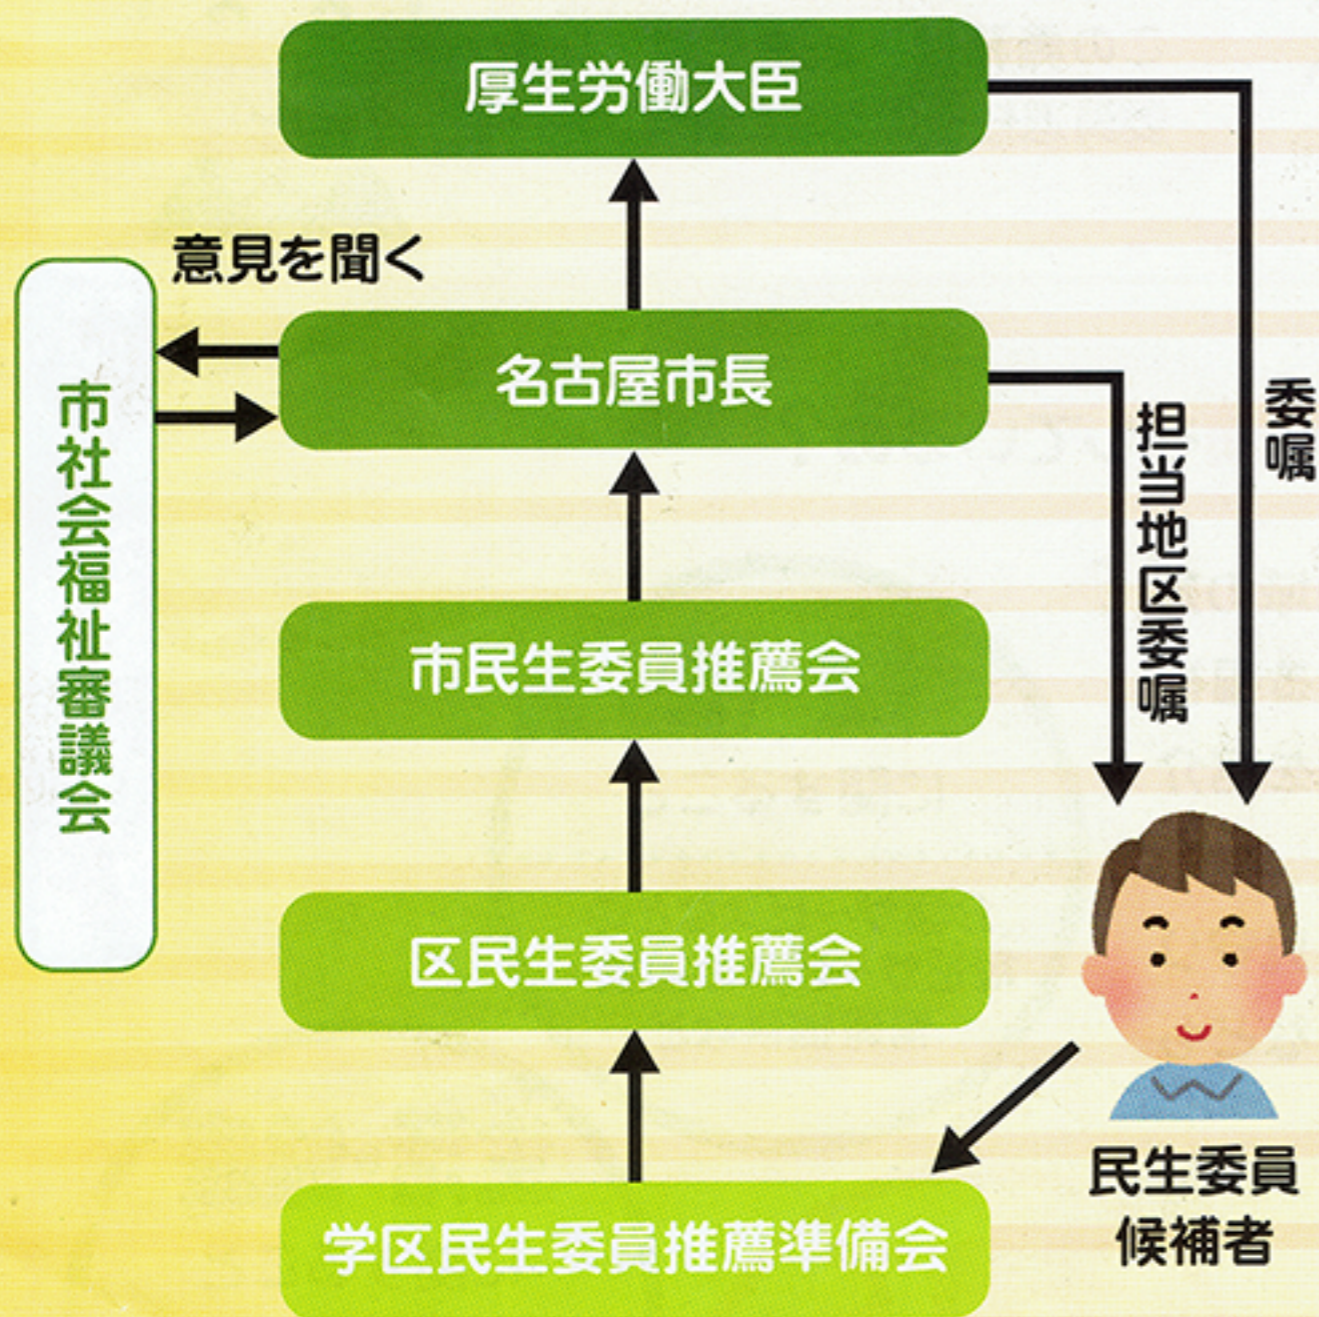 厚生労働大臣
意見を聞く
名古屋市長
市社会福祉審議会
担当地区委嘱
委嘱
市民生委員推薦会
区民生委員推薦会
学区民生委員推薦準備会
民生委員
候補者